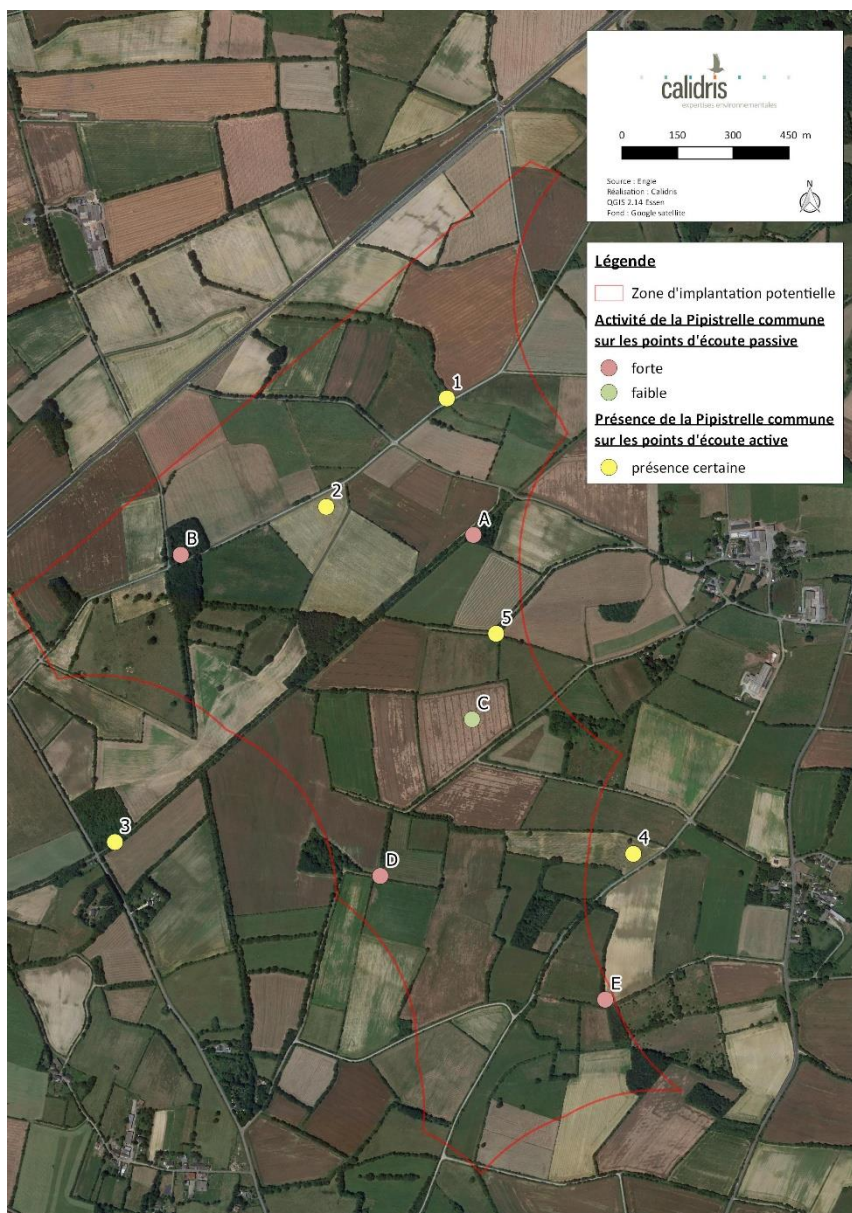 calidris
expertises environnementales
0 150 300 450 m
Source : Engie
Réalisation : Calidris
QGIS 2.14 Essen
Fond : Google satellite
N
Légende
Zone d'implantation potentielle
Activité de la Pipistrelle commune
sur les points d'écoute passive
forte
faible
Présence de la Pipistrelle commune
sur les points d'écoute active
présence certaine
1
2
A
B
5
C
3
4
D
E